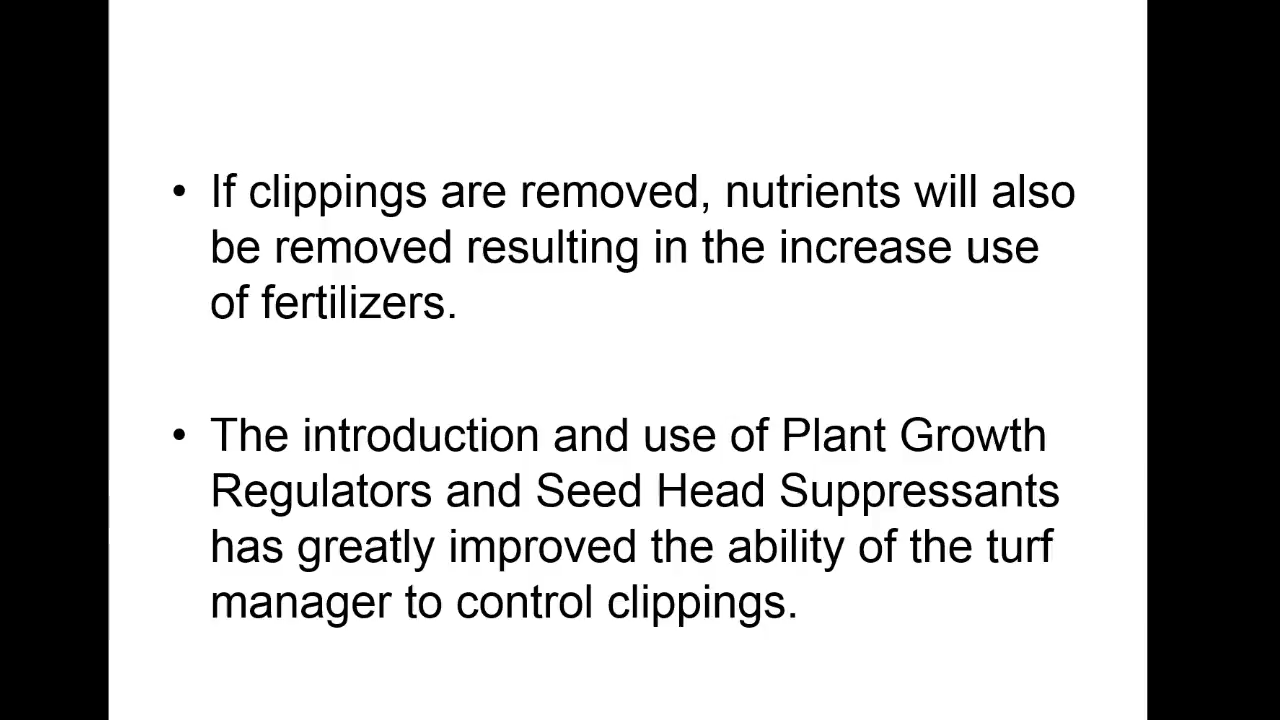 • If clippings are removed, nutrients will also
be removed resulting in the increase use
of fertilizers.
• The introduction and use of Plant Growth
Regulators and Seed Head Suppressants
has greatly improved the ability of the turf
manager to control clippings.